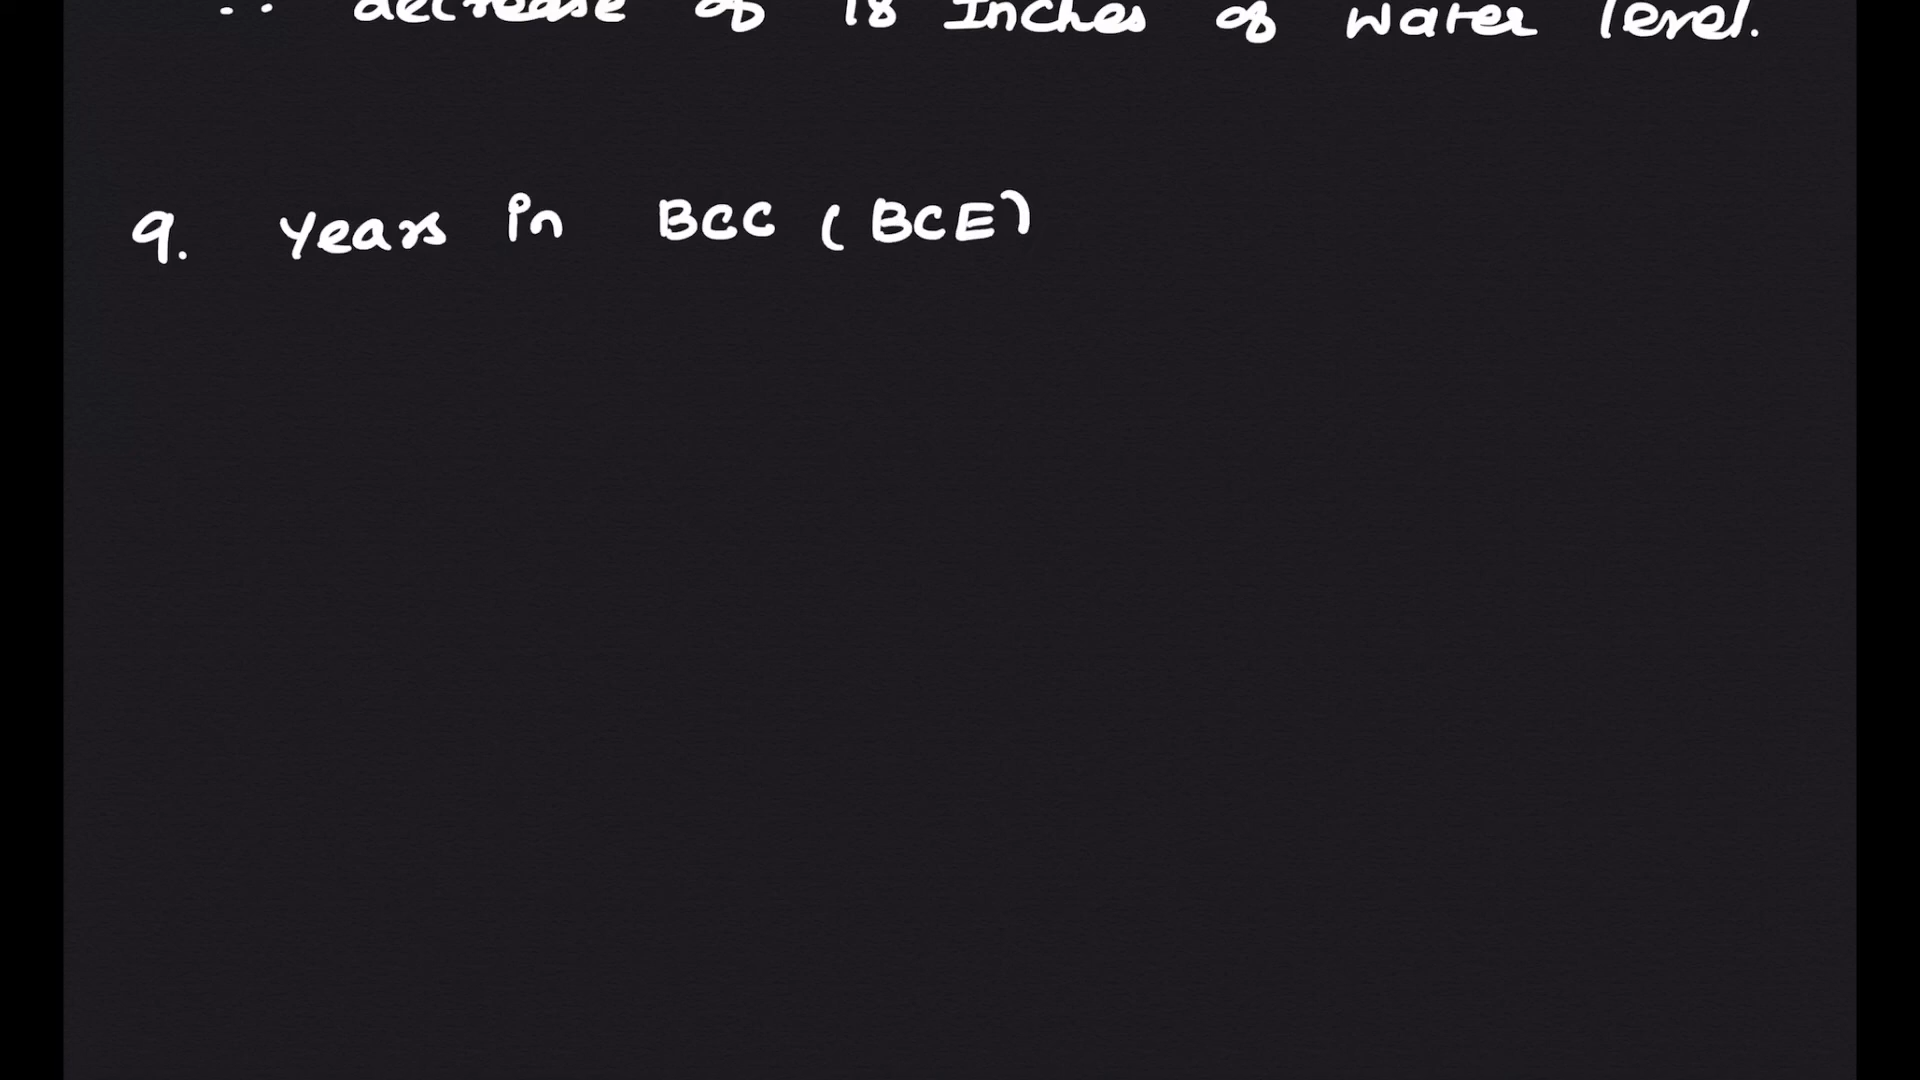 ∴ decrease of 18 Inches of water level.
9. years in BCC (BCE)